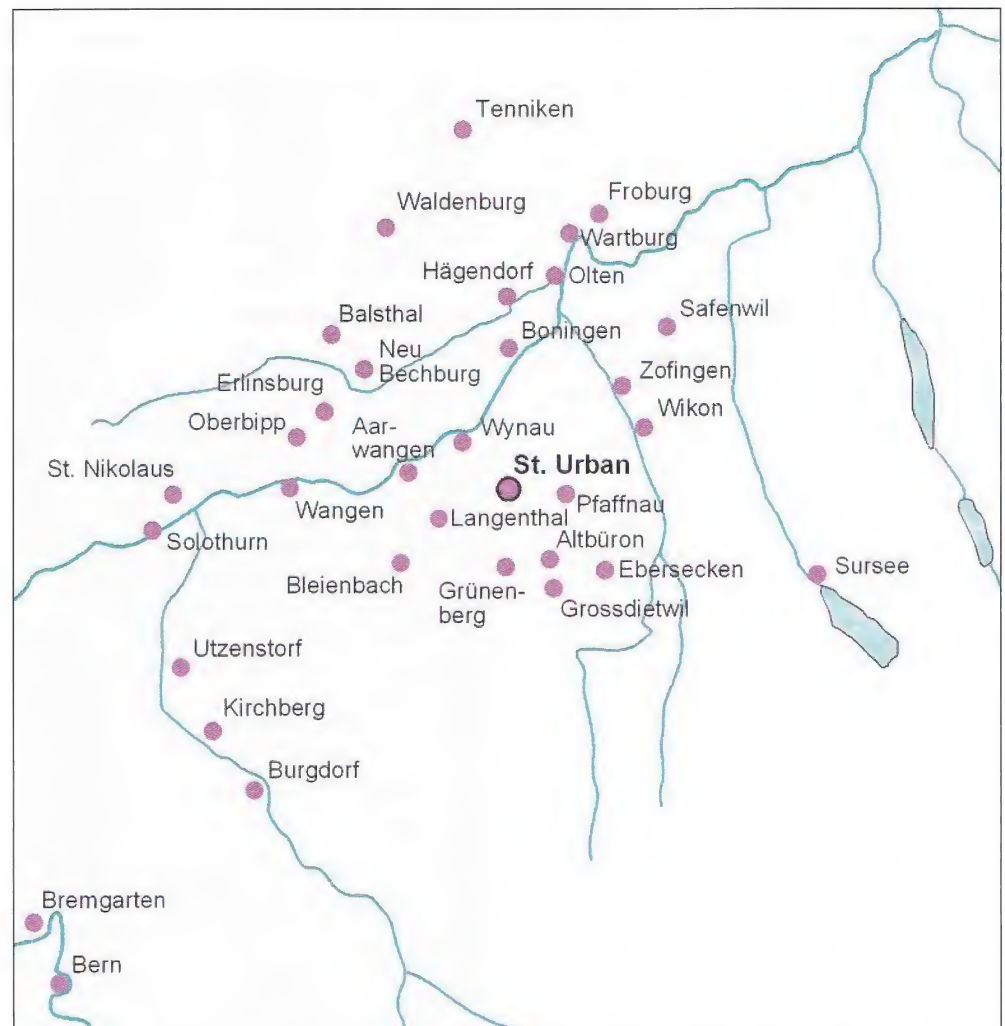 Tenniken
Froburg
Waldenburg
Wartburg
Hägendorf
Olten
Safenwil
Balsthal
Boningen
Neu
Bechburg
Zofingen
Erlinsburg
Wikon
Oberbipp
Aar-
wangen
Wynau
St. Nikolaus
St. Urban
Wangen
Pfaffnau
Langenthal
Solothurn
Altbüron
Bleienbach
Grünen-
berg
Ebersecken
Sursee
Grossdietwil
Utzenstorf
Kirchberg
Burgdorf
Bremgarten
Bern